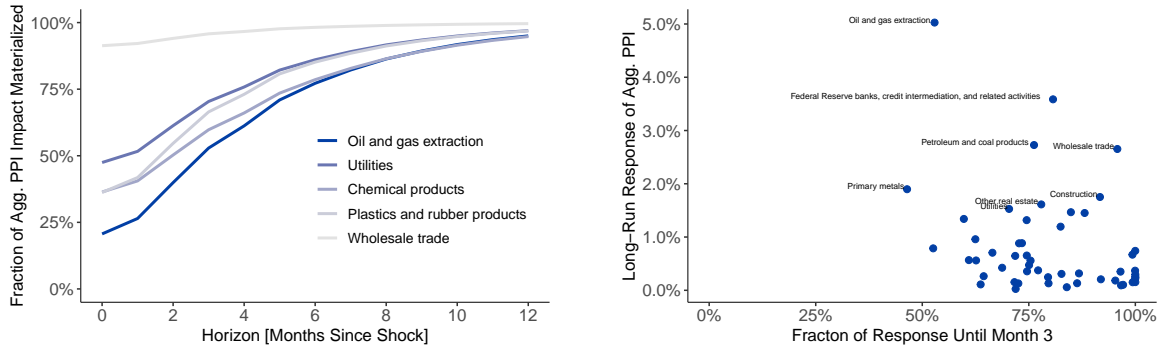 Fraction of Agg. PPI Impact Materialized
100%
75%
50%
25%
0%
0
2
4
6
8
10
12
Horizon [Months Since Shock]
Oil and gas extraction
Utilities
Chemical products
Plastics and rubber products
Wholesale trade
Long−Run Response of Agg. PPI
5.0%
4.0%
3.0%
2.0%
1.0%
0.0%
0%
25%
50%
75%
100%
Fracton of Response Until Month 3
Oil and gas extraction
Federal Reserve banks, credit intermediation, and related activities
Petroleum and coal products
Wholesale trade
Primary metals
Construction
Other real estate
Utilities